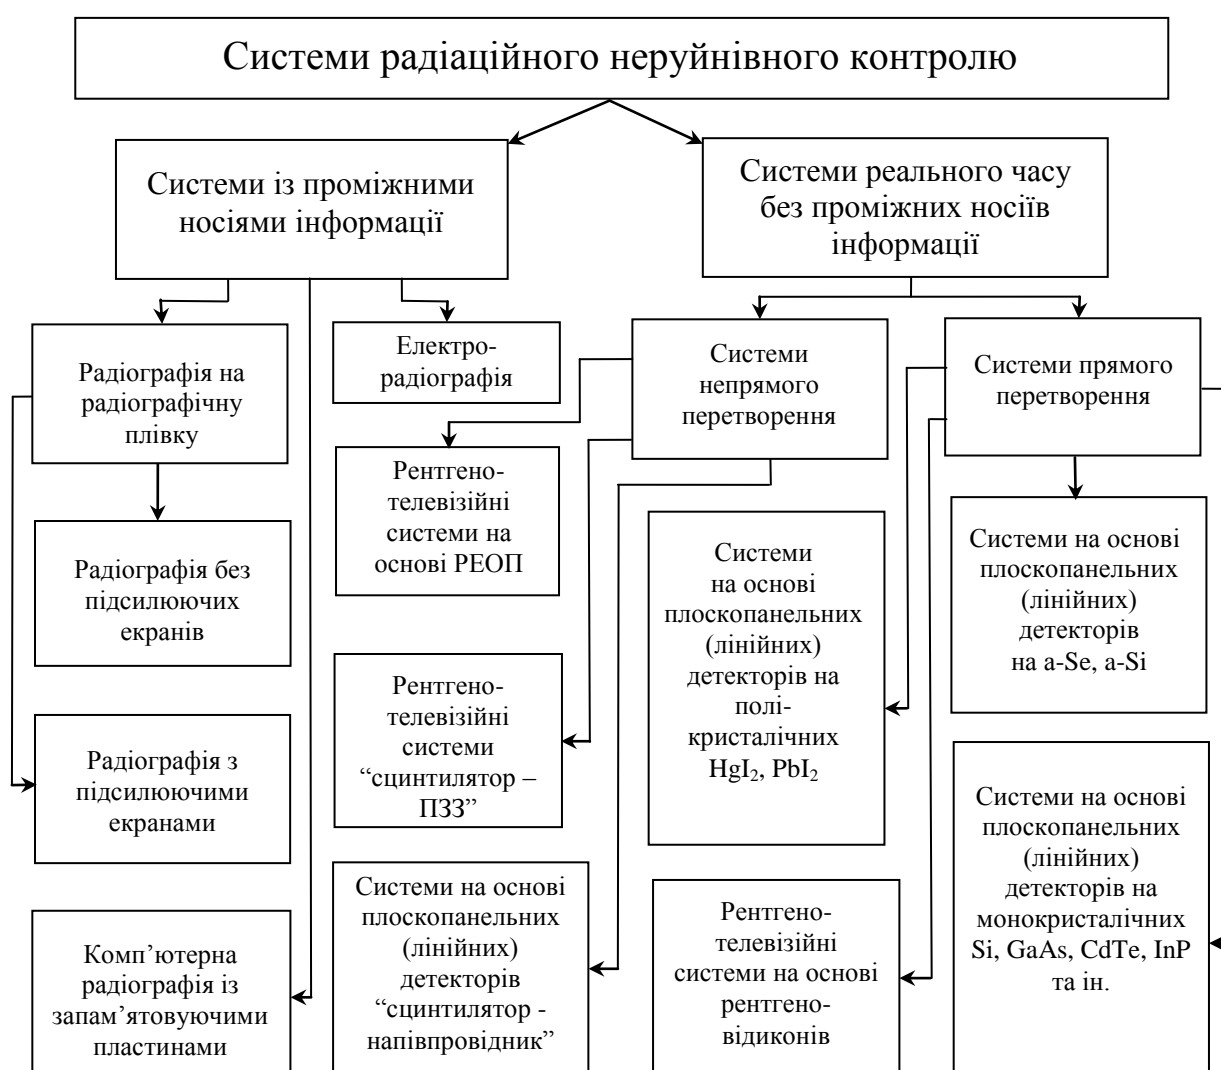 Системи радіаційного неруйнівного контролю
Системи із проміжними
носіями інформації
Системи реального часу
без проміжних носіїв
інформації
Радіографія на
радіографічну
плівку
Електро-
радіографія
Системи
непрямого
перетворення
Системи прямого
перетворення
Рентгено-
телевізійні
системи на
основі РЕОП
Радіографія без
підсилюючих
екранів
Системи
на основі
плоскопанельних
(лінійних)
детекторів на
полі-
кристалічних
HgI₂, PbI₂
Системи на основі
плоскопанельних
(лінійних)
детекторів
на a-Se, a-Si
Рентгено-
телевізійні
системи
“сцинтилятор –
ПЗЗ”
Радіографія з
підсилюючими
екранами
Системи на основі
плоскопанельних
(лінійних)
детекторів на
монокристалічних
Si, GaAs, CdTe, InP
та ін.
Комп’ютерна
радіографія із
запам’ятовуючими
пластинами
Системи на основі
плоскопанельних
(лінійних)
детекторів
“сцинтилятор -
напівпровідник”
Рентгено-
телевізійні
системи на основі
рентгено-
відиконів